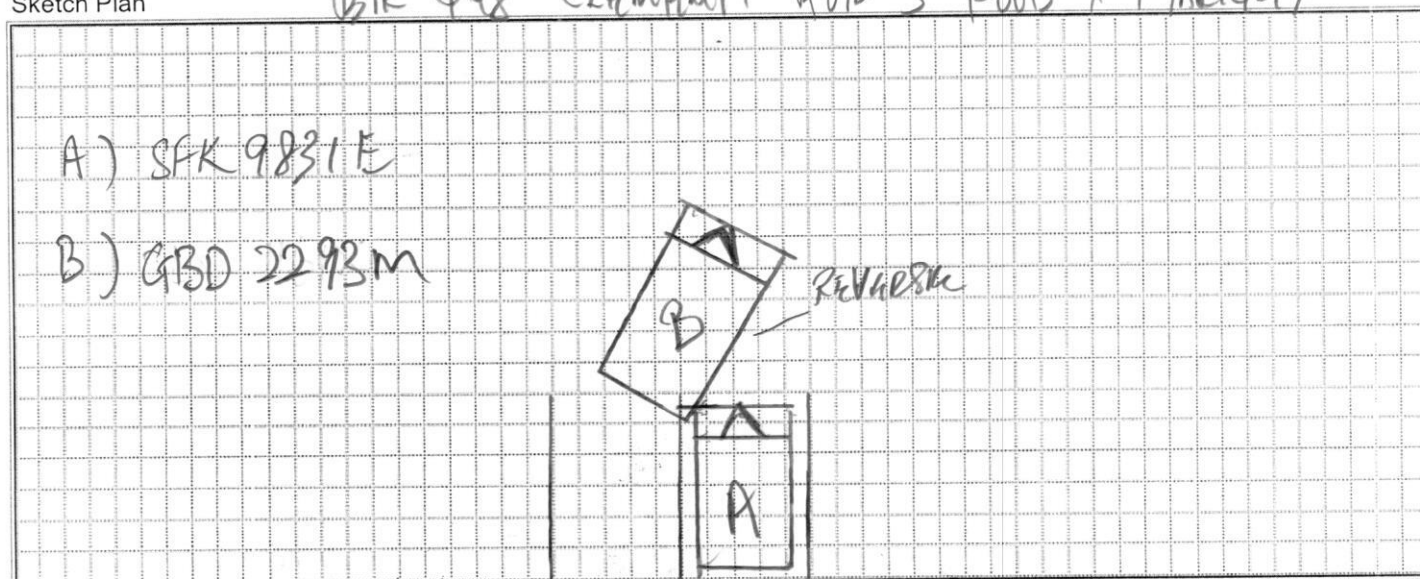 Sketch Plan
A) SFK 9831E
B) GBD 2293M
REVERSE
B
A